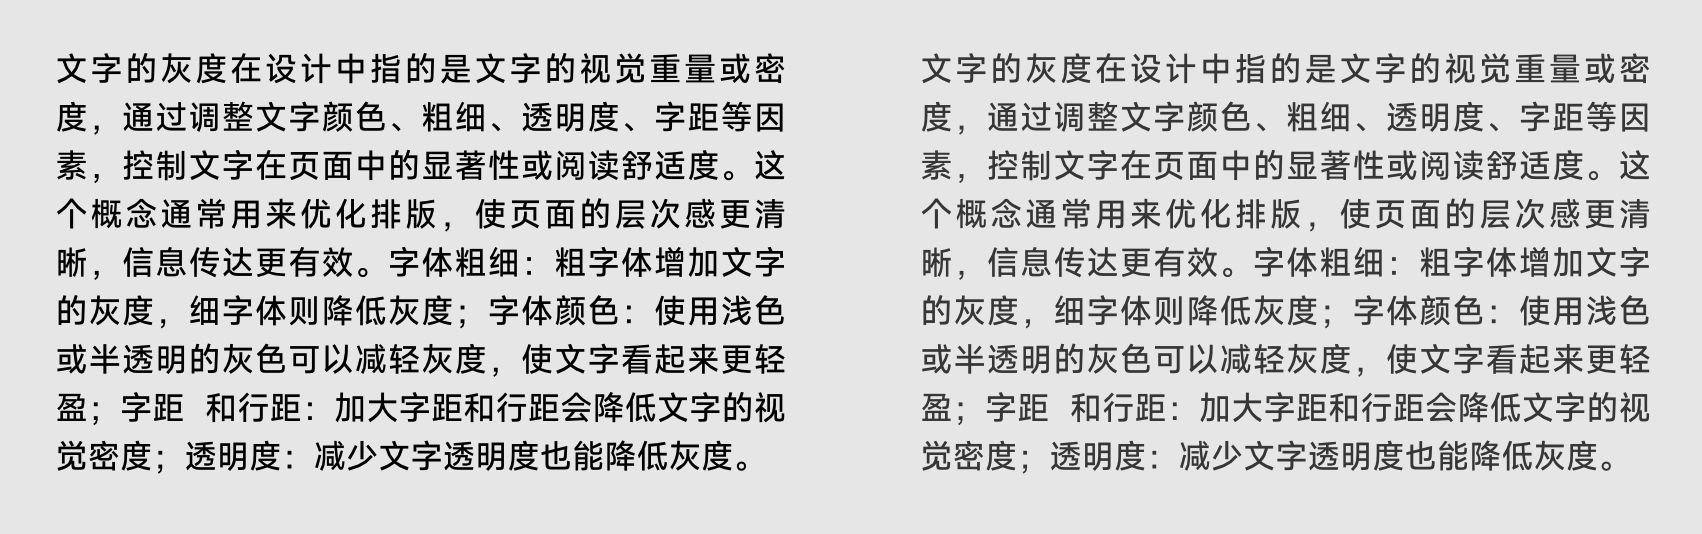 文字的灰度在设计中指的是文字的视觉重量或密
度，通过调整文字颜色、粗细、透明度、字距等因
素，控制文字在页面中的显著性或阅读舒适度。这
个概念通常用来优化排版，使页面的层次感更清
晰，信息传达更有效。字体粗细：粗字体增加文字
的灰度，细字体则降低灰度；字体颜色：使用浅色
或半透明的灰色可以减轻灰度，使文字看起来更轻
盈；字距 和行距：加大字距和行距会降低文字的视
觉密度；透明度：减少文字透明度也能降低灰度。
文字的灰度在设计中指的是文字的视觉重量或密
度，通过调整文字颜色、粗细、透明度、字距等因
素，控制文字在页面中的显著性或阅读舒适度。这
个概念通常用来优化排版，使页面的层次感更清
晰，信息传达更有效。字体粗细：粗字体增加文字
的灰度，细字体则降低灰度；字体颜色：使用浅色
或半透明的灰色可以减轻灰度，使文字看起来更轻
盈；字距 和行距：加大字距和行距会降低文字的视
觉密度；透明度：减少文字透明度也能降低灰度。